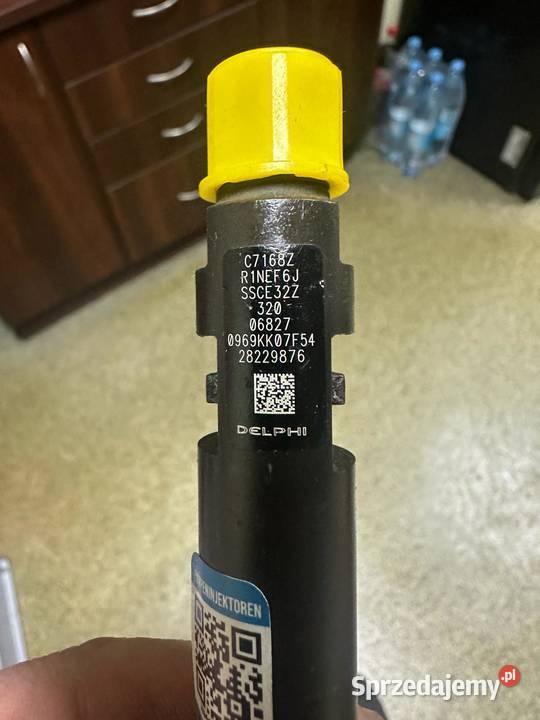 C7168Z
R1NEF6J
SSCE32Z
320
06827
0969KK07F54
28229876
DELPHI
Sprzedajemy.pl